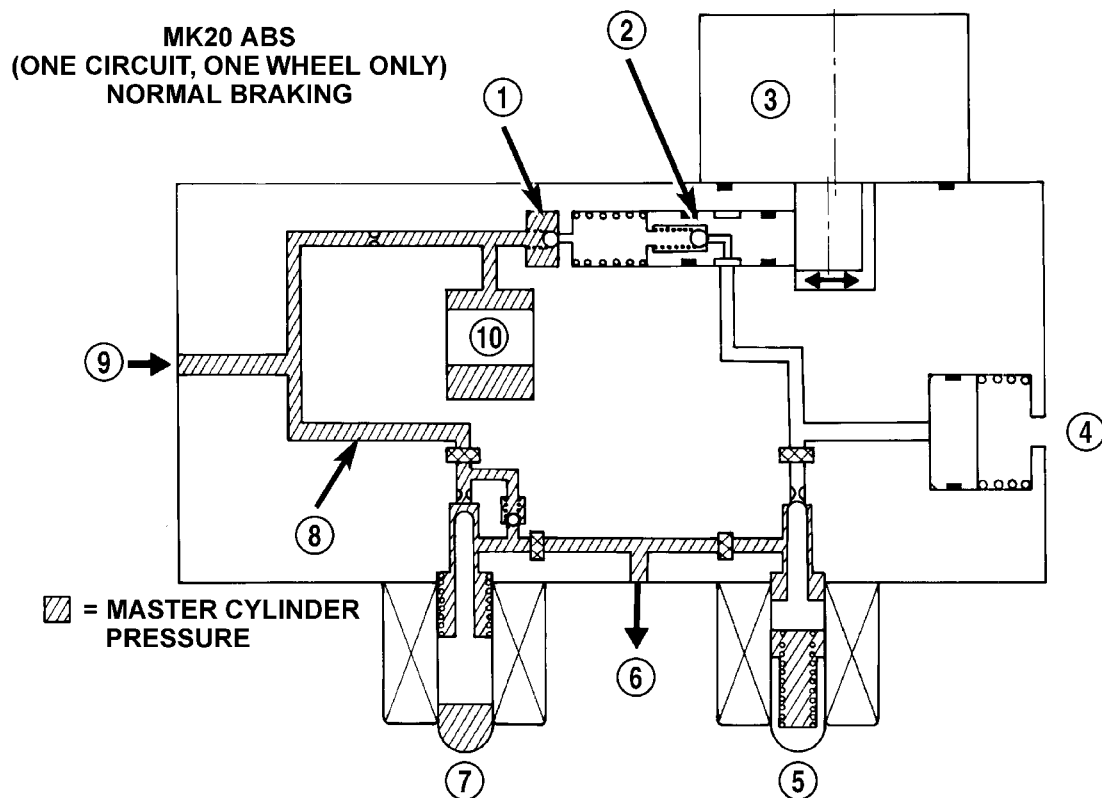 MK20 ABS
(ONE CIRCUIT, ONE WHEEL ONLY)
NORMAL BRAKING
1
2
3
9
10
4
8
= MASTER CYLINDER
PRESSURE
6
7
5